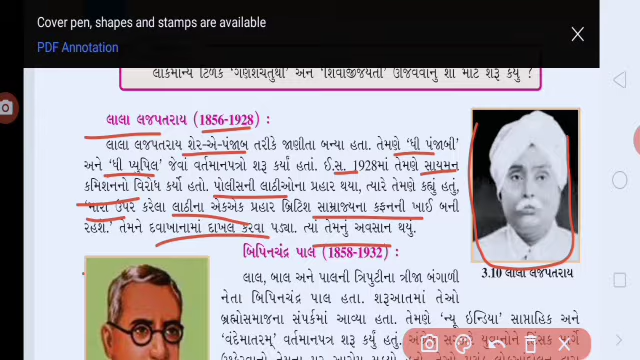 Cover pen, shapes and stamps are available
PDF Annotation
લોકમાન્ય ટિળકે 'ગણેશચતુર્થી' અને 'શિવાજીજયંતી' ઊજવવાનું શા માટે શરૂ કર્યું ?
લાલા લજપતરાય (1856-1928) :
લાલા લજપતરાય શેર-એ-પંજાબ તરીકે જાણીતા બન્યા હતા. તેમણે 'ધી પંજાબી'
અને 'ધી પ્યૂપિલ' જેવાં વર્તમાનપત્રો શરૂ કર્યાં હતાં. ઈ.સ. 1928માં તેમણે સાયમન
કમિશનનો વિરોધ કર્યો હતો. પોલીસની લાઠીઓના પ્રહાર થયા, ત્યારે તેમણે કહ્યું હતું,
'મારા ઉપર કરેલા લાઠીના એકએક પ્રહાર બ્રિટિશ સામ્રાજ્યના કફનની ખાઈ બની
રહેશે.' તેમને દવાખાનામાં દાખલ કરવા પડ્યા. ત્યાં તેમનું અવસાન થયું.
3.10 લાલા લજપતરાય
બિપિનચંદ્ર પાલ (1858-1932) :
લાલ, બાલ અને પાલની ત્રિપુટીના ત્રીજા બંગાળી
નેતા બિપિનચંદ્ર પાલ હતા. શરૂઆતમાં તેઓ
બ્રહ્મોસમાજના સંપર્કમાં આવ્યા હતા. તેમણે 'ન્યૂ ઇન્ડિયા' સાપ્તાહિક અને
'વંદેમાતરમ્' વર્તમાનપત્ર શરૂ કર્યું હતું.